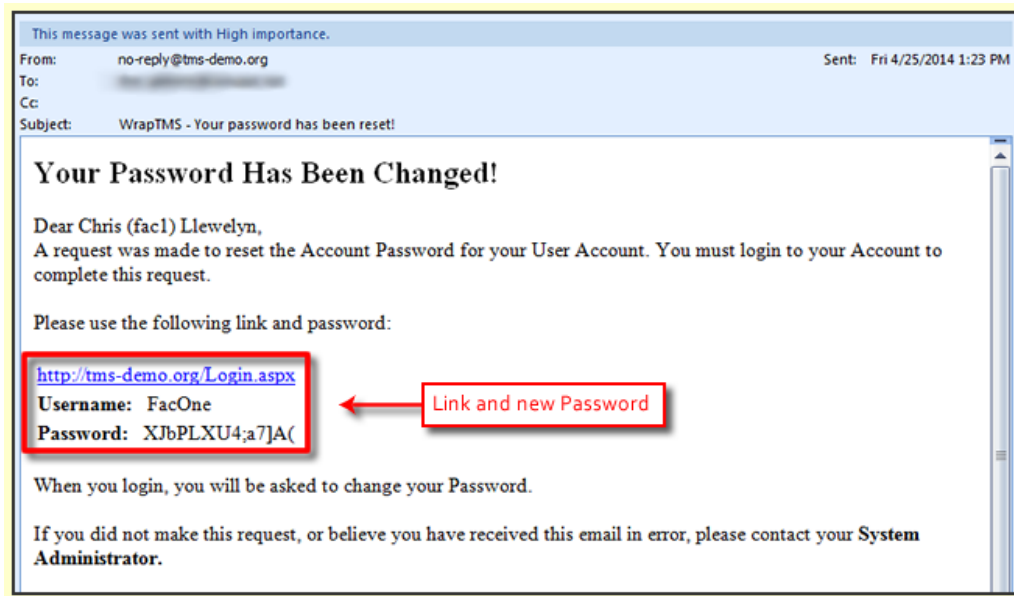 This message was sent with High importance.
From: no-reply@tms-demo.org Sent: Fri 4/25/2014 1:23 PM
To:
Cc:
Subject: WrapTMS - Your password has been reset!
Your Password Has Been Changed!
Dear Chris (fac1) Llewelyn,
A request was made to reset the Account Password for your User Account. You must login to your Account to
complete this request.
Please use the following link and password:
http://tms-demo.org/Login.aspx
Username: FacOne
Link and new Password
Password: XJbPLXU4;a7]A(
When you login, you will be asked to change your Password.
If you did not make this request, or believe you have received this email in error, please contact your System
Administrator.